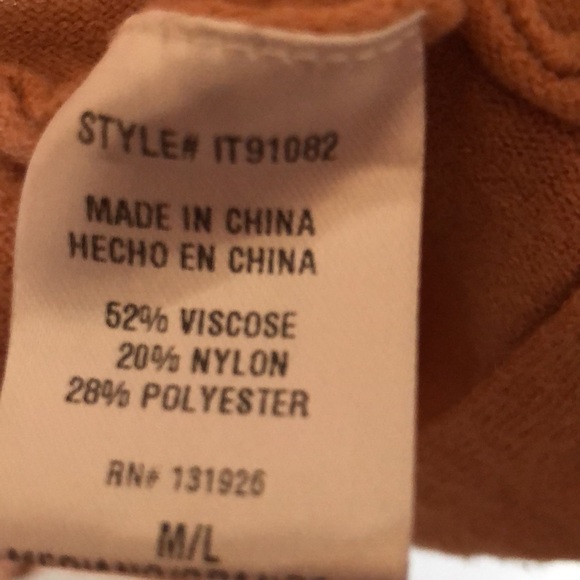 STYLE# IT91082
MADE IN CHINA
HECHO EN CHINA
52% VISCOSE
20% NYLON
28% POLYESTER
RN# 131926
M/L